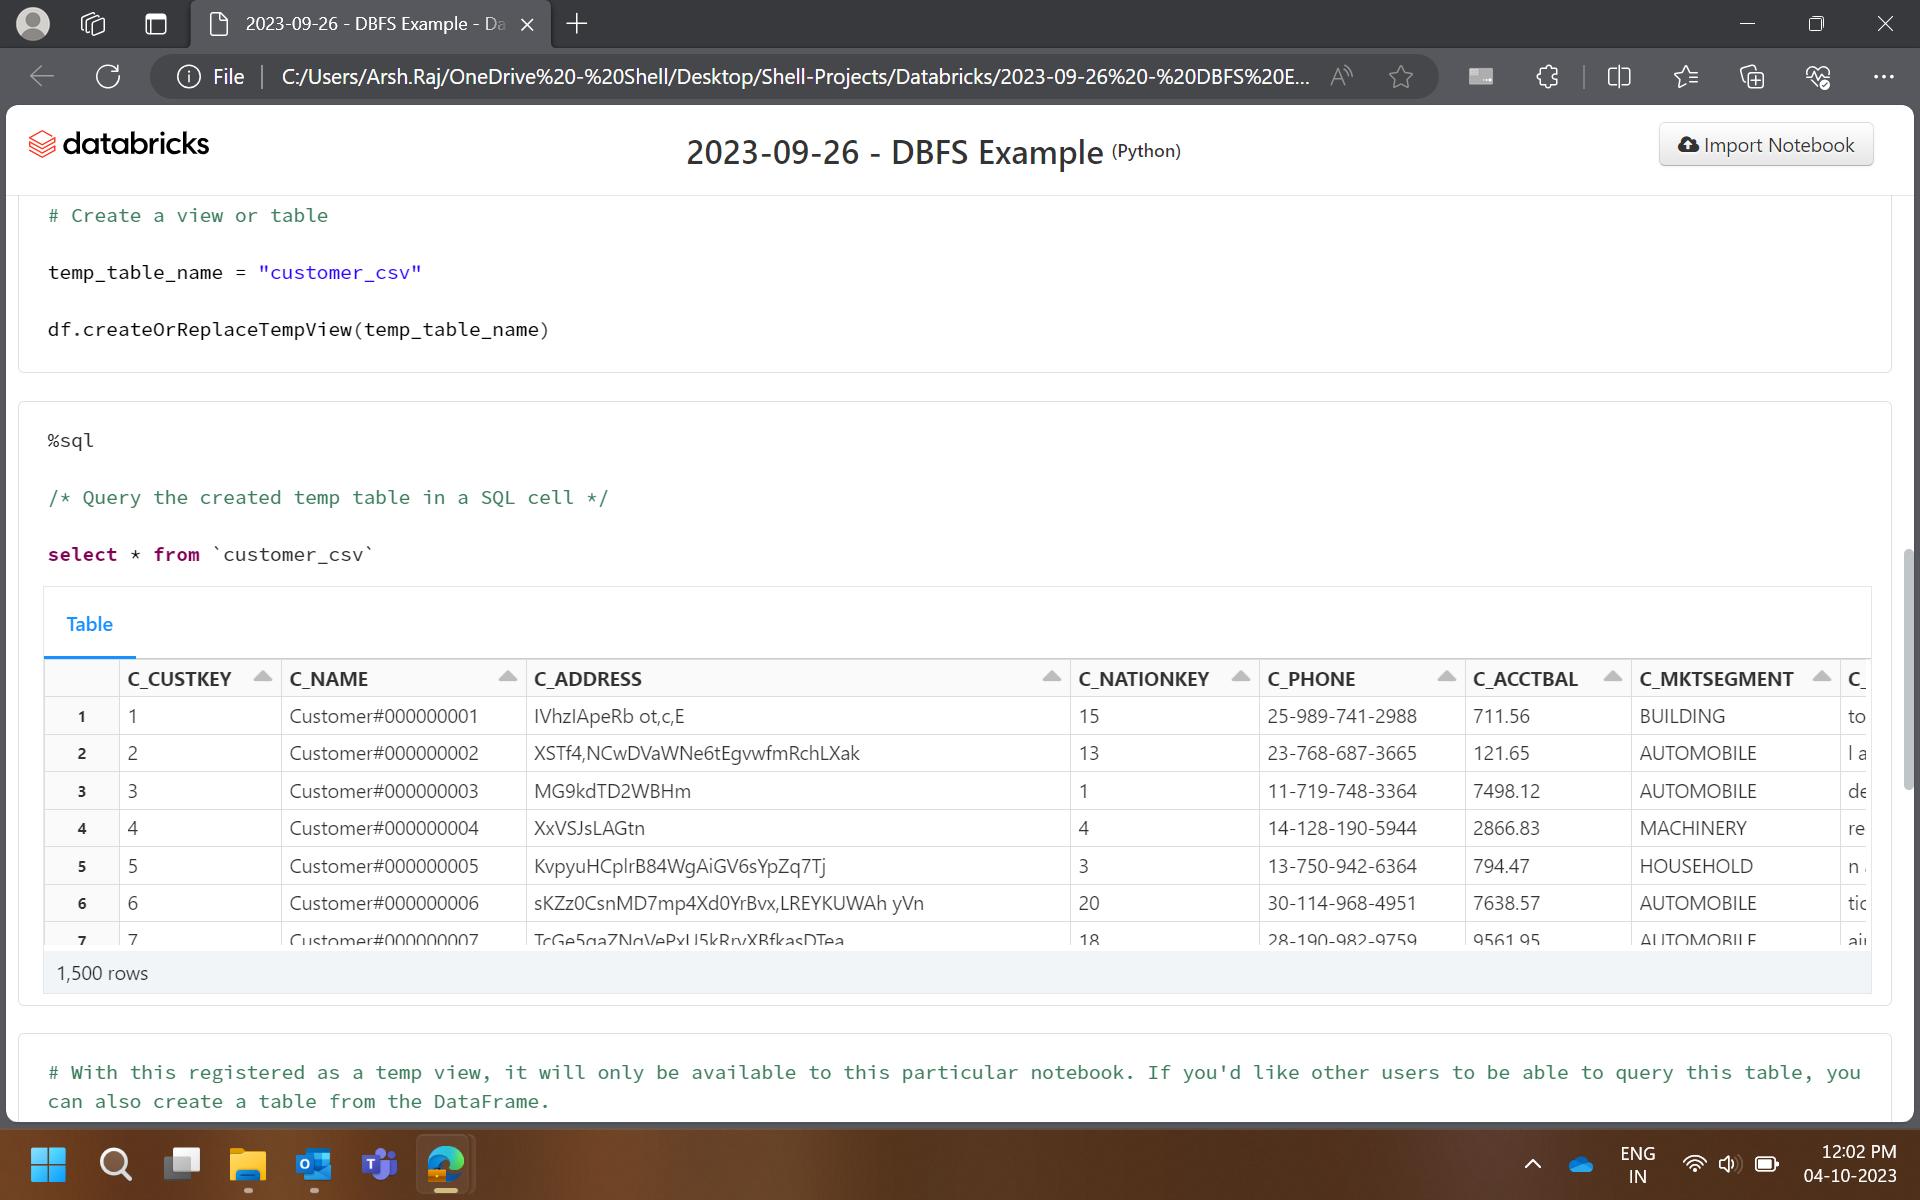 2023-09-26 - DBFS Example - Da
File
C:/Users/Arsh.Raj/OneDrive%20-%20Shell/Desktop/Shell-Projects/Databricks/2023-09-26%20-%20DBFS%20E...
databricks
2023-09-26 - DBFS Example (Python)
Import Notebook
# Create a view or table
temp_table_name = "customer_csv"
df.createOrReplaceTempView(temp_table_name)
%sql
/* Query the created temp table in a SQL cell */
select * from `customer_csv`
Table
C_CUSTKEY C_NAME C_ADDRESS C_NATIONKEY C_PHONE C_ACCTBAL C_MKTSEGMENT C_
1 1 Customer#000000001 IVhzIApeRb ot,c,E 15 25-989-741-2988 711.56 BUILDING to
2 2 Customer#000000002 XSTf4,NCwDVaWNe6tEgvwfmRchLXak 13 23-768-687-3665 121.65 AUTOMOBILE l a
3 3 Customer#000000003 MG9kdTD2WBHm 1 11-719-748-3364 7498.12 AUTOMOBILE de
4 4 Customer#000000004 XxVSJsLAGtn 4 14-128-190-5944 2866.83 MACHINERY re
5 5 Customer#000000005 KvpyuHCplrB84WgAiGV6sYpZq7Tj 3 13-750-942-6364 794.47 HOUSEHOLD n
6 6 Customer#000000006 sKZz0CsnMD7mp4Xd0YrBvx,LREYKUWAh yVn 20 30-114-968-4951 7638.57 AUTOMOBILE tic
7 7 Customer#000000007 TcGe5gaZNgVePxU5kRrvXBfkasDTea 18 28-190-982-9759 9561.95 AUTOMOBILE ain
1,500 rows
# With this registered as a temp view, it will only be available to this particular notebook. If you'd like other users to be able to query this table, you
can also create a table from the DataFrame.
ENG
IN
12:02 PM
04-10-2023